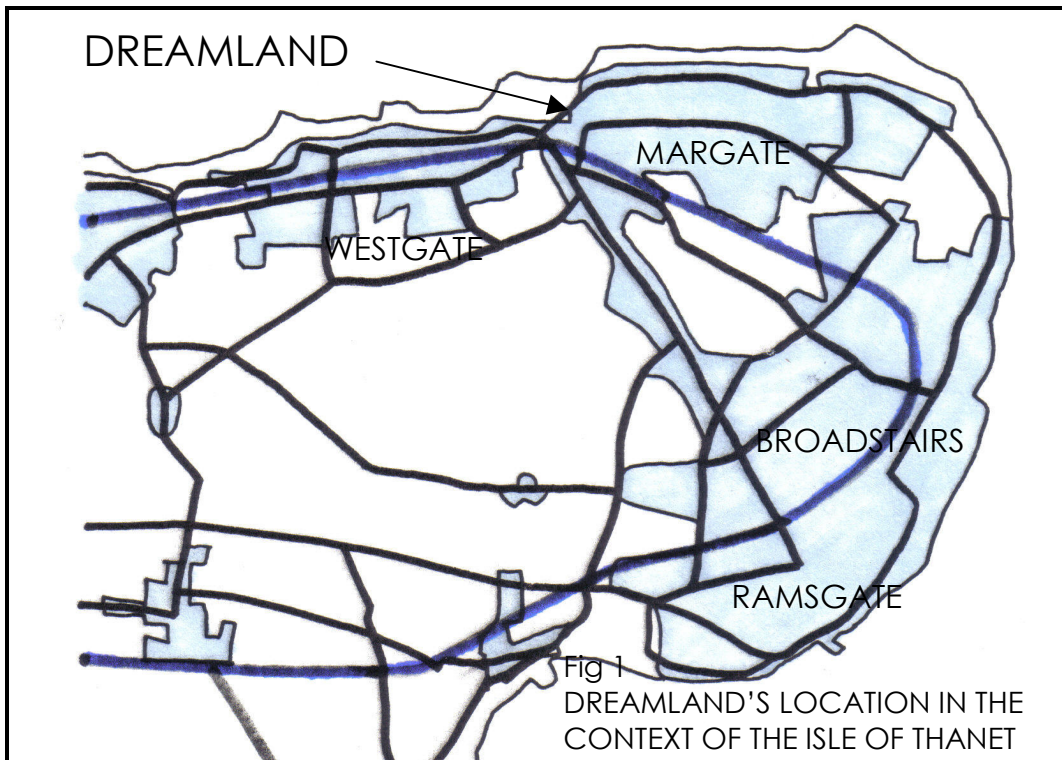 DREAMLAND
MARGATE
WESTGATE
BROADSTAIRS
RAMSGATE
Fig 1
DREAMLAND'S LOCATION IN THE
CONTEXT OF THE ISLE OF THANET